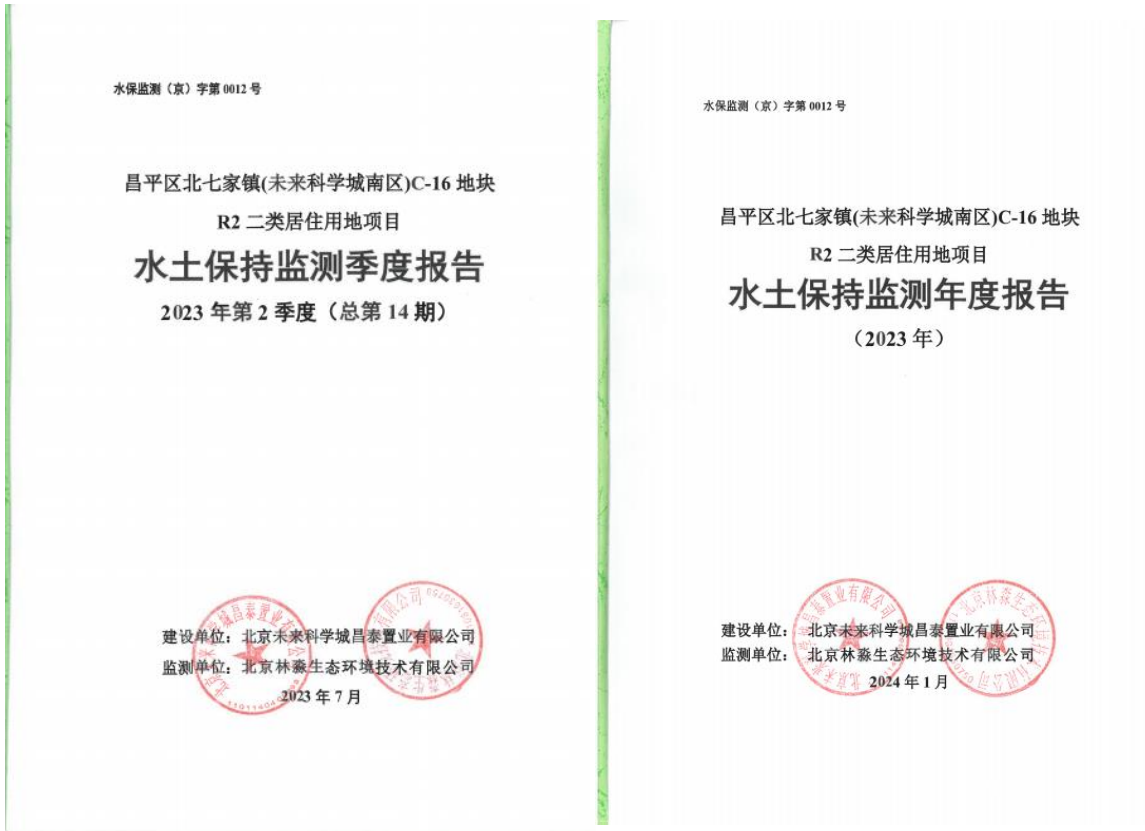 水保监测（京）字第 0012 号
昌平区北七家镇(未来科学城南区)C-16 地块
R2 二类居住用地项目
水土保持监测季度报告
2023 年第 2 季度（总第 14 期）
建设单位：北京未来科学城昌泰置业有限公司
监测单位：北京林淼生态环境技术有限公司
2023 年 7 月
水保监测（京）字第 0012 号
昌平区北七家镇(未来科学城南区)C-16 地块
R2 二类居住用地项目
水土保持监测年度报告
（2023 年）
建设单位： 北京未来科学城昌泰置业有限公司
监测单位： 北京林淼生态环境技术有限公司
2024 年 1 月